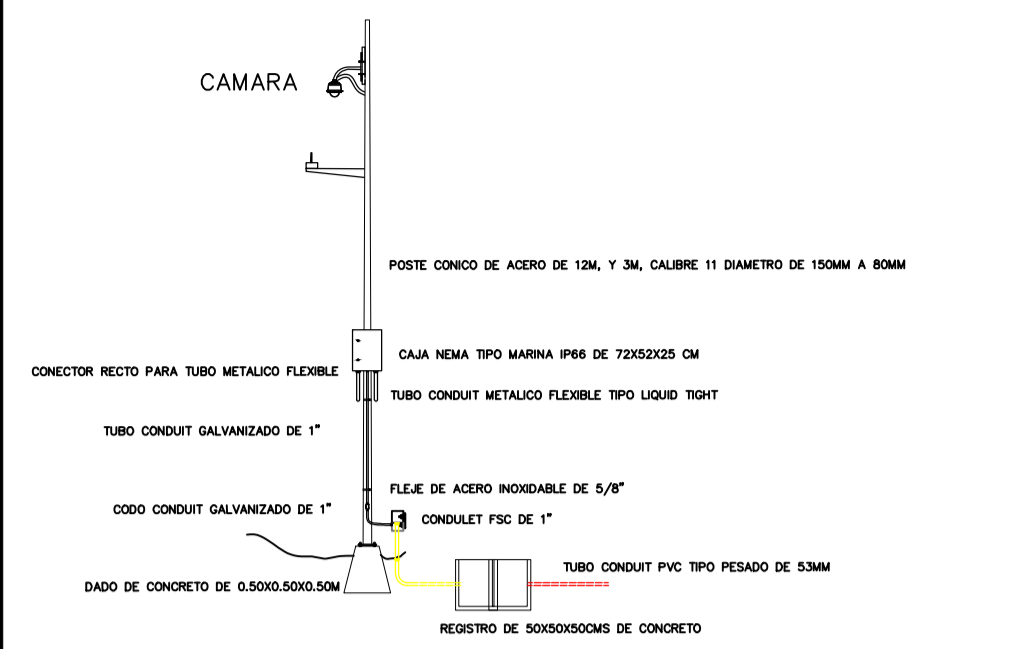 CAMARA
POSTE CONICO DE ACERO DE 12M, Y 3M, CALIBRE 11 DIAMETRO DE 150MM A 80MM
CAJA NEMA TIPO MARINA IP66 DE 72X52X25 CM
CONECTOR RECTO PARA TUBO METALICO FLEXIBLE
TUBO CONDUIT METALICO FLEXIBLE TIPO LIQUID TIGHT
TUBO CONDUIT GALVANIZADO DE 1"
FLEJE DE ACERO INOXIDABLE DE 5/8"
CODO CONDUIT GALVANIZADO DE 1"
CONDULET FSC DE 1"
TUBO CONDUIT PVC TIPO PESADO DE 53MM
DADO DE CONCRETO DE 0.50X0.50X0.50M
REGISTRO DE 50X50X50CMS DE CONCRETO